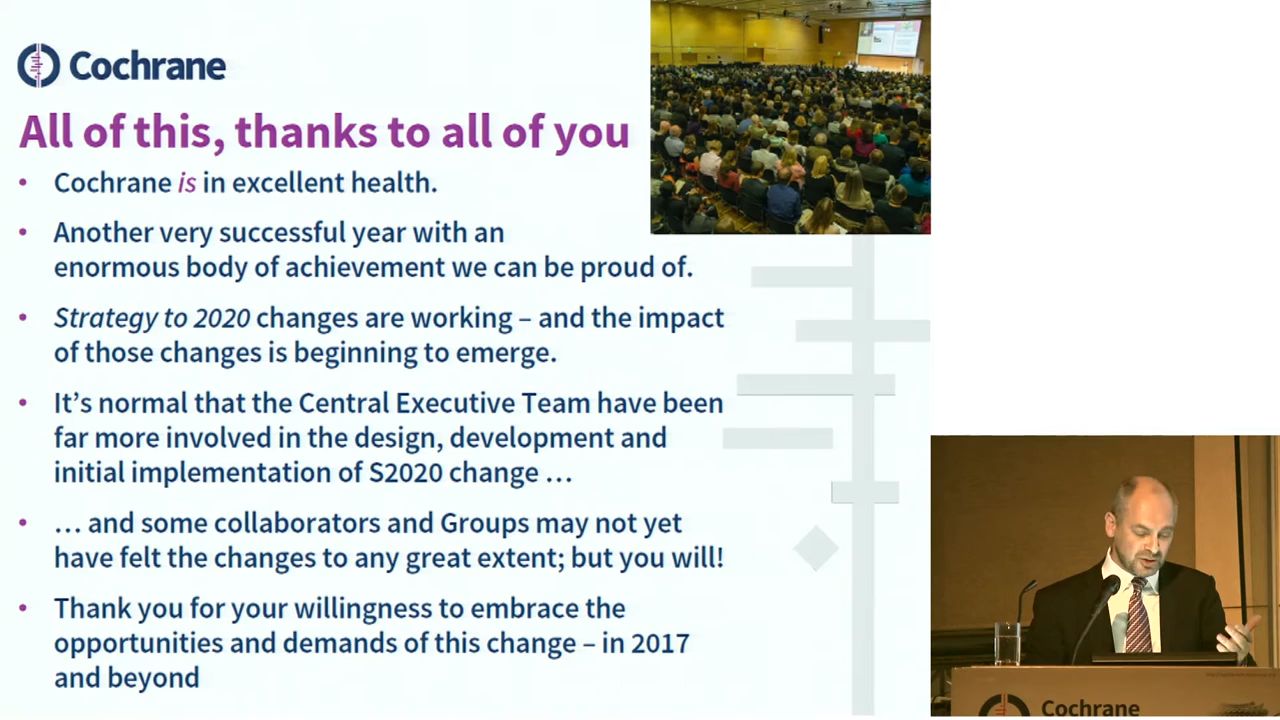 Cochrane
All of this, thanks to all of you
• Cochrane is in excellent health.
• Another very successful year with an
enormous body of achievement we can be proud of.
• Strategy to 2020 changes are working – and the impact
of those changes is beginning to emerge.
• It’s normal that the Central Executive Team have been
far more involved in the design, development and
initial implementation of S2020 change …
• … and some collaborators and Groups may not yet
have felt the changes to any great extent; but you will!
• Thank you for your willingness to embrace the
opportunities and demands of this change – in 2017
and beyond
Cochrane